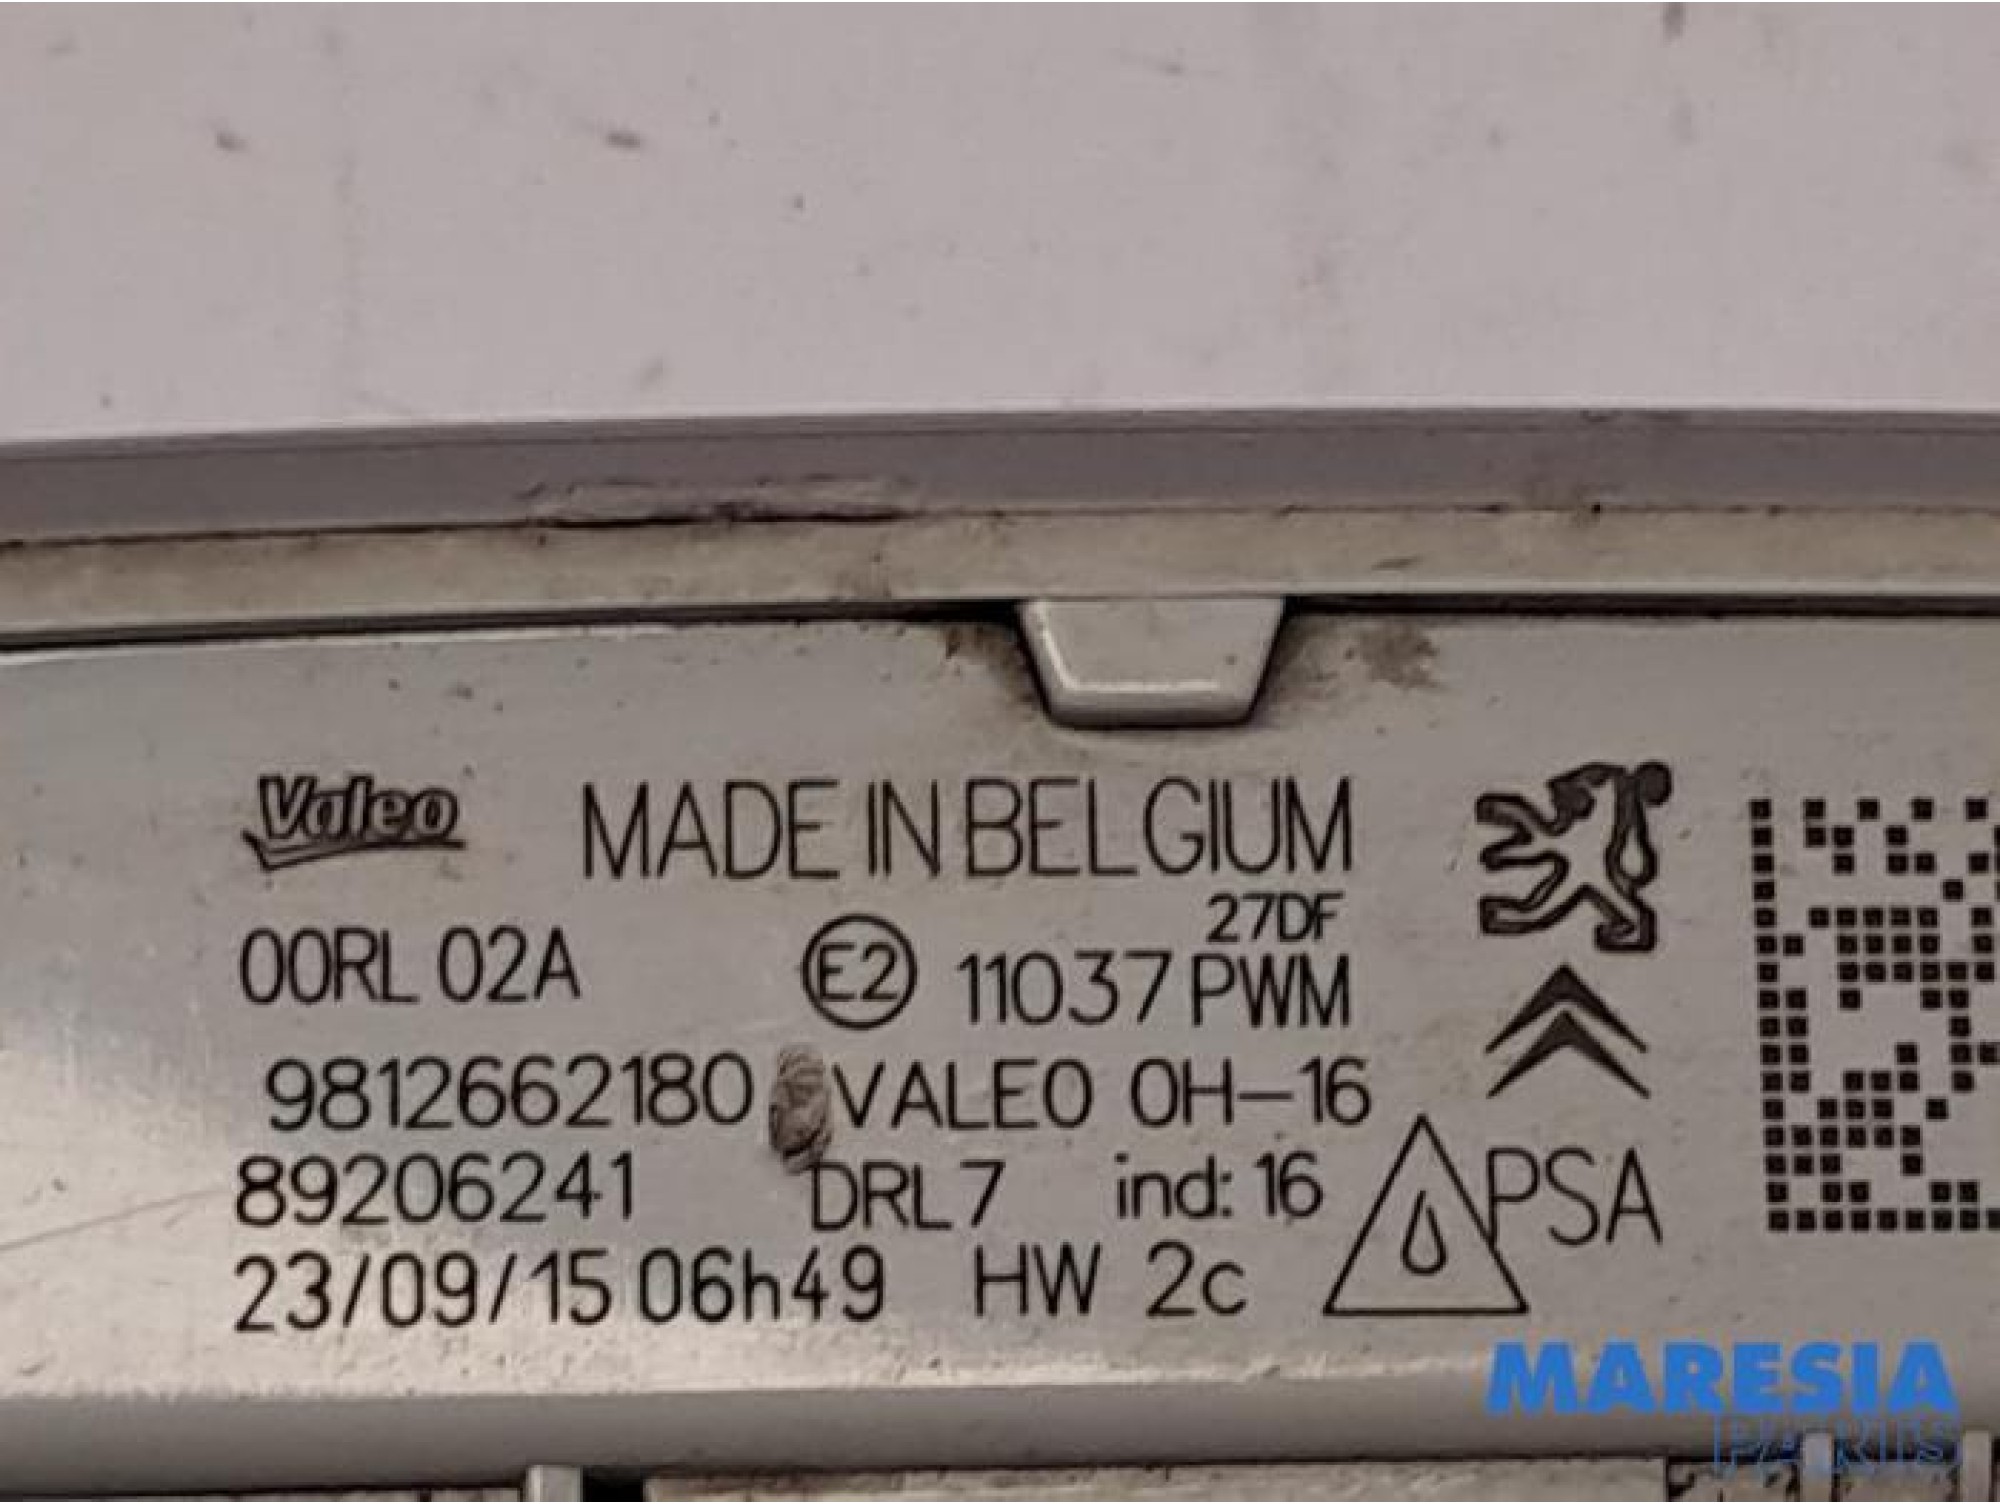 Valeo MADE IN BELGIUM
27DF
00RL 02A E2 11037 PWM
9812662180 VALEO 0H-16
89206241 DRL7 ind: 16 PSA
23/09/15 06h49 HW 2c
MARESIA
PARTS